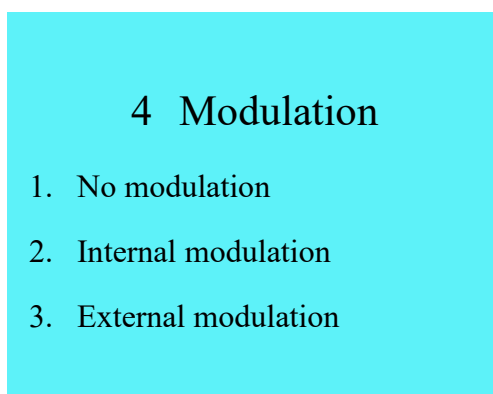 4 Modulation
1. No modulation
2. Internal modulation
3. External modulation